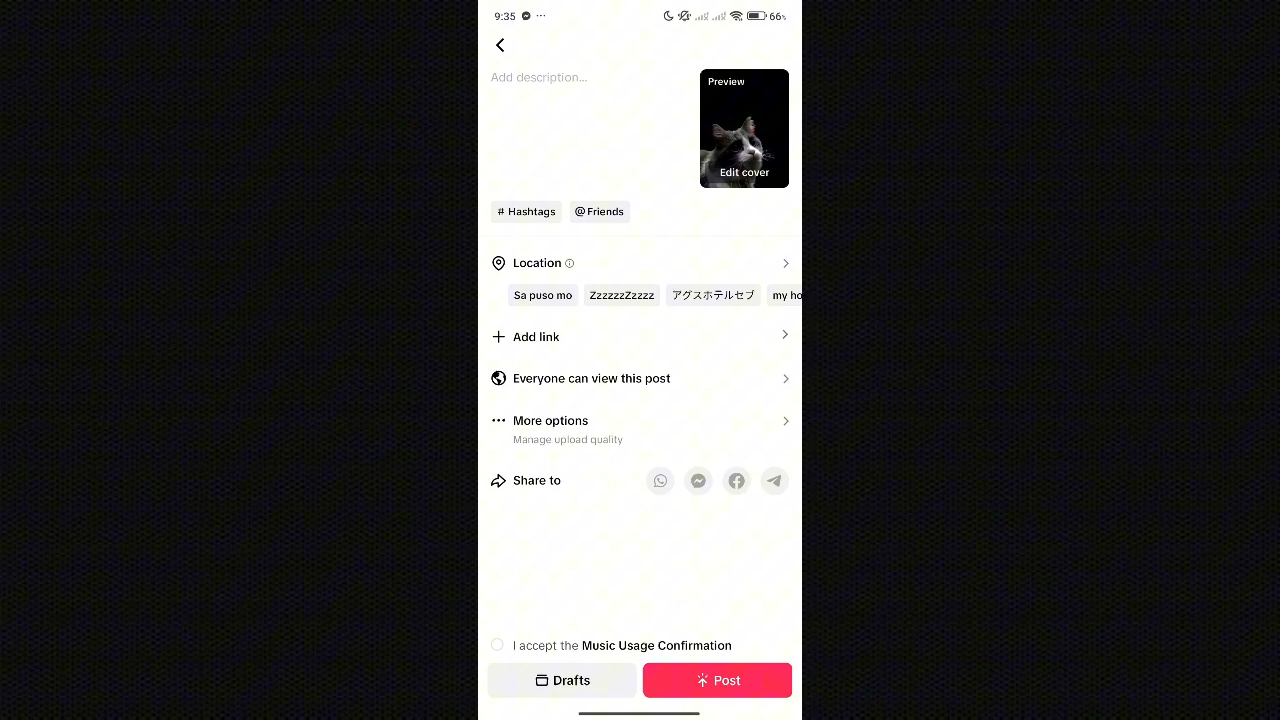 9:35 ... 66%
Add description...
Preview
Edit cover
# Hashtags @ Friends
Location
Sa puso mo ZzzzzzZzzzz アグスホテルセブ my ho
Add link
Everyone can view this post
More options
Manage upload quality
Share to
I accept the Music Usage Confirmation
Drafts Post